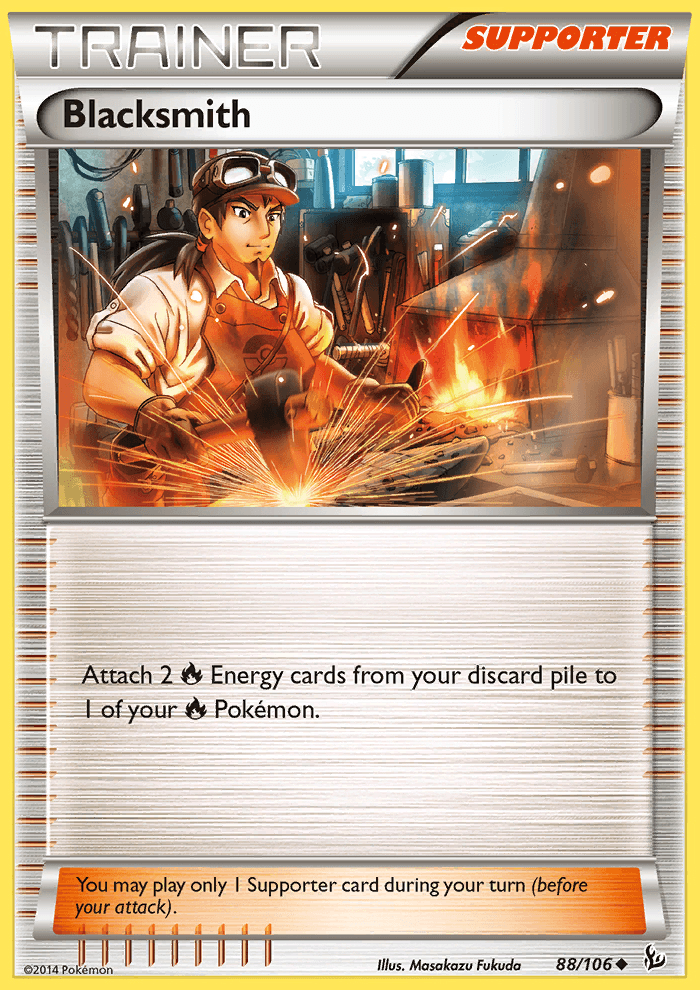 TRAINER
SUPPORTER
Blacksmith
Attach 2 Energy cards from your discard pile to
1 of your Pokémon.
You may play only 1 Supporter card during your turn (before
your attack).
©2014 Pokémon
Illus. Masakazu Fukuda
88/106